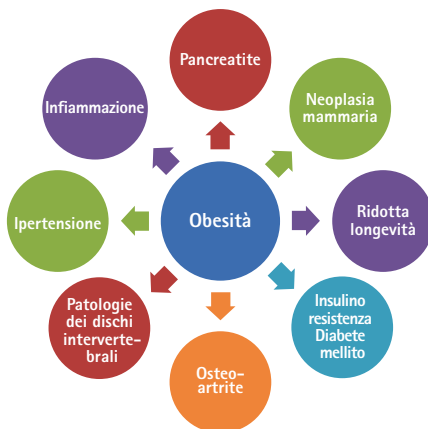 Pancreatite
Neoplasia
mammaria
Infiammazione
Ipertensione
Obesità
Ridotta
longevità
Patologie
dei dischi
interverte-
brali
Insulino
resistenza
Diabete
mellito
Osteo-
artrite